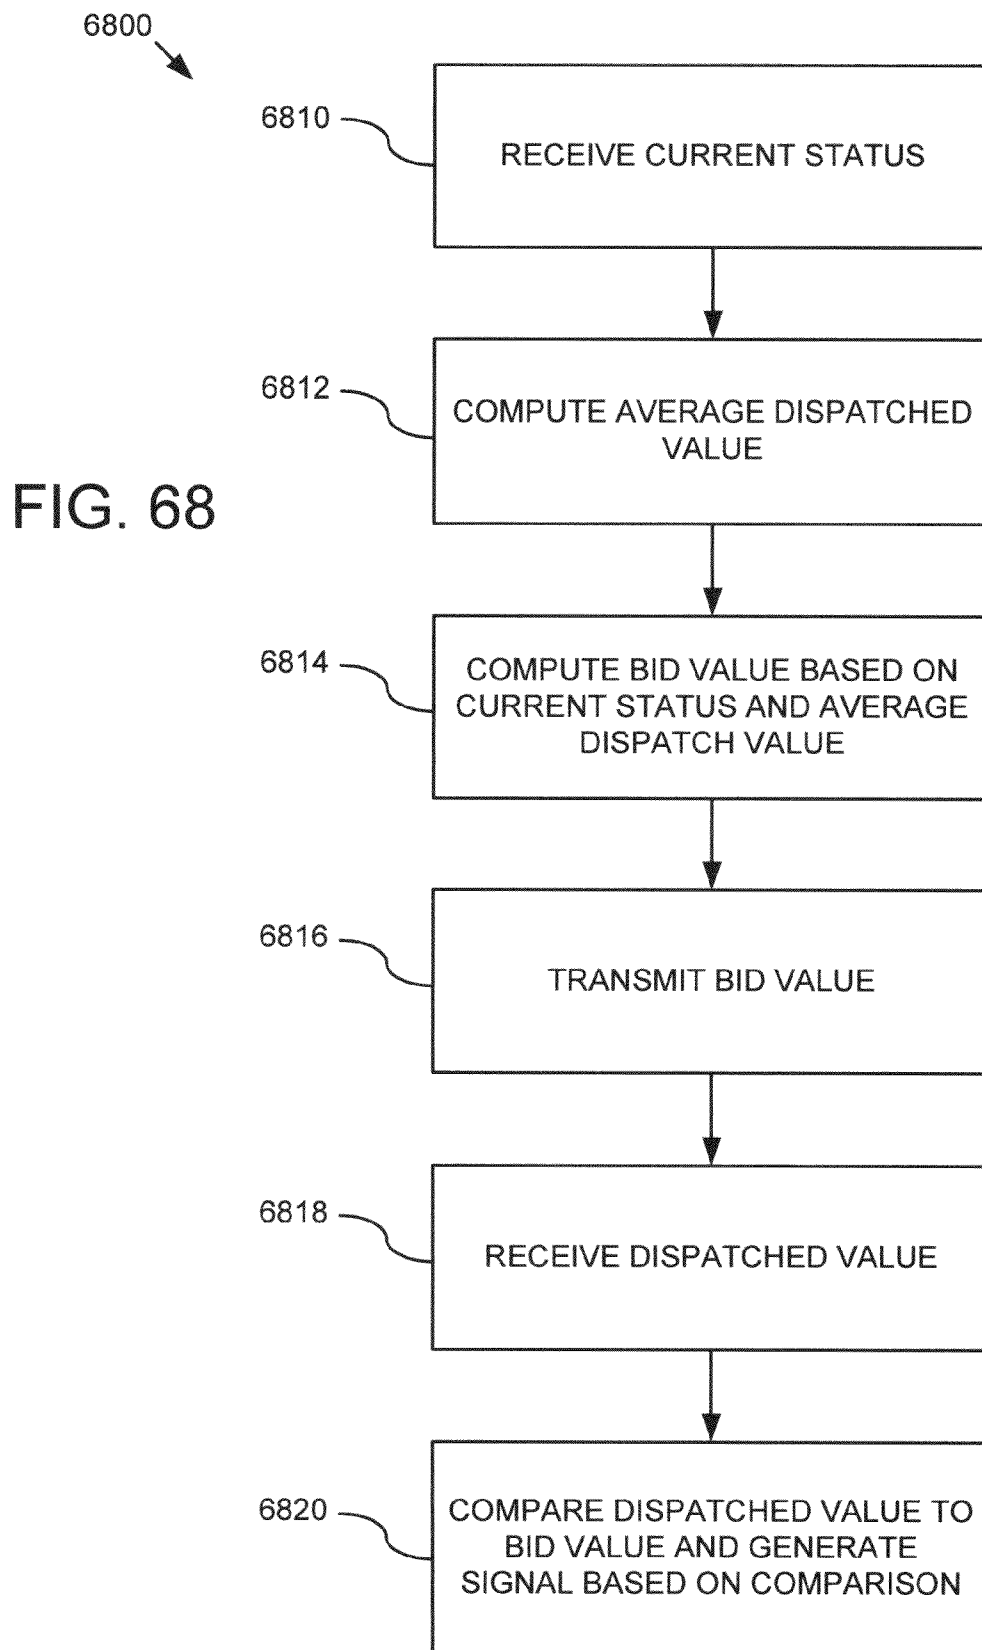 6800
6810
RECEIVE CURRENT STATUS
6812
COMPUTE AVERAGE DISPATCHED
VALUE
FIG. 68
6814
COMPUTE BID VALUE BASED ON
CURRENT STATUS AND AVERAGE
DISPATCH VALUE
6816
TRANSMIT BID VALUE
6818
RECEIVE DISPATCHED VALUE
6820
COMPARE DISPATCHED VALUE TO
BID VALUE AND GENERATE
SIGNAL BASED ON COMPARISON